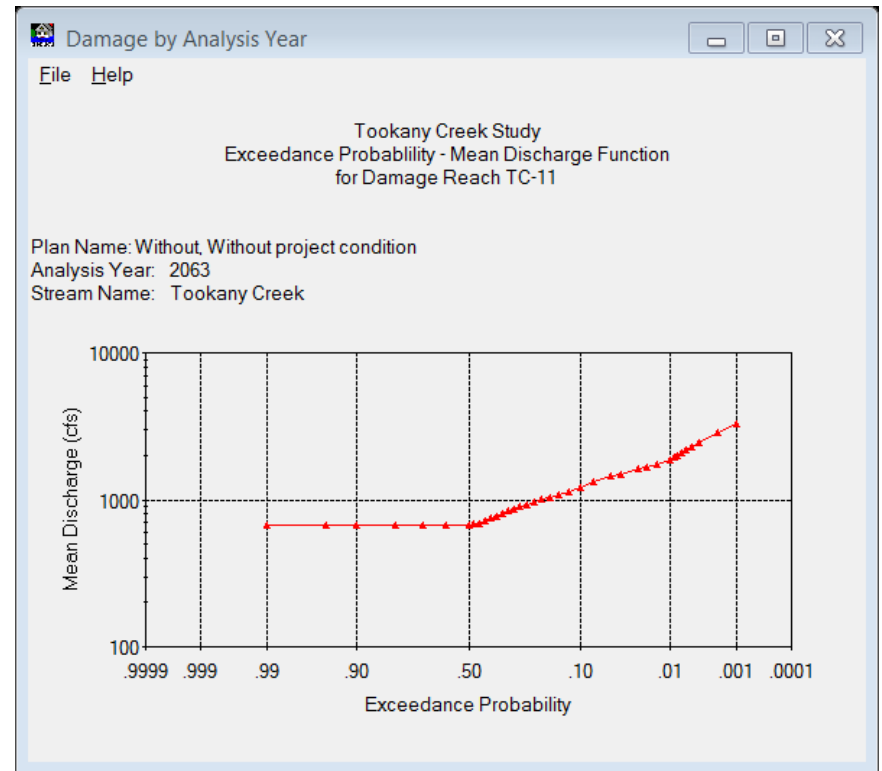 Damage by Analysis Year
File Help
Tookany Creek Study
Exceedance Probablility - Mean Discharge Function
for Damage Reach TC-11
Plan Name: Without, Without project condition
Analysis Year: 2063
Stream Name: Tookany Creek
10000
1000
100
Mean Discharge (cfs)
.9999 .999 .99 .90 .50 .10 .01 .001 .0001
Exceedance Probability